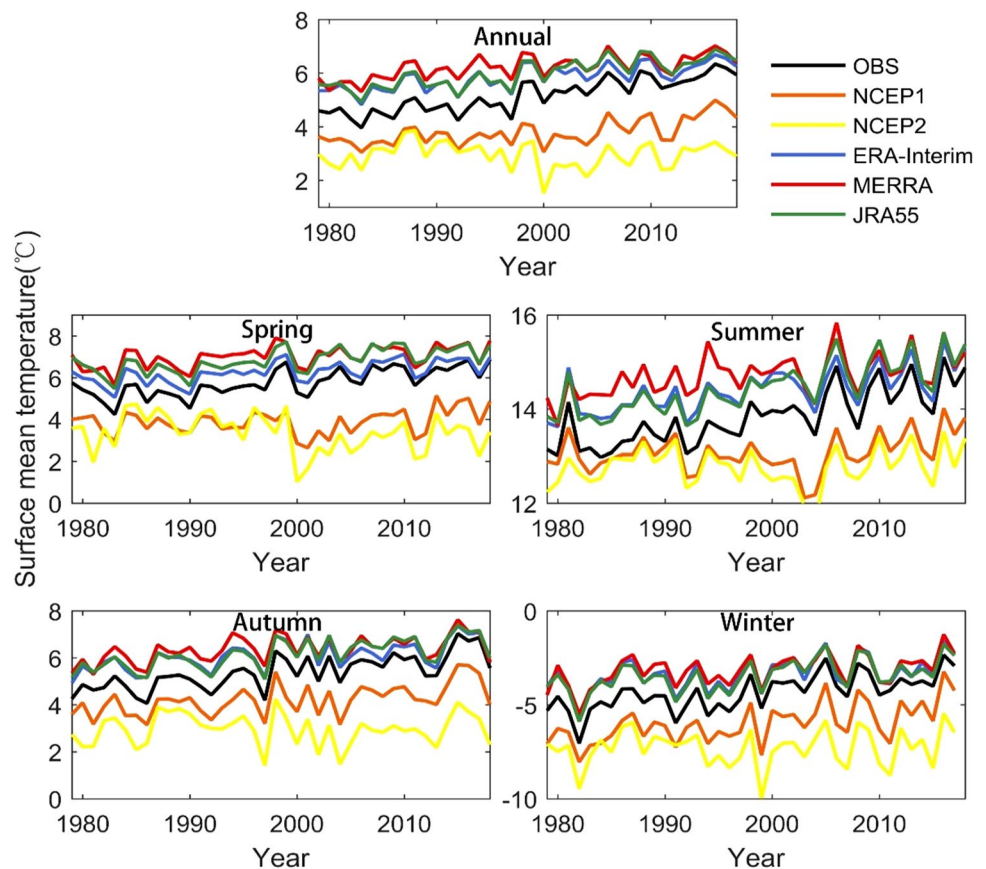 Annual
8
6
4
2
1980 1990 2000 2010
Year
OBS
NCEP1
NCEP2
ERA-Interim
MERRA
JRA55
Surface mean temperature(℃)
Spring
8
6
4
2
0
1980 1990 2000 2010
Year
Summer
16
14
12
1980 1990 2000 2010
Year
Autumn
8
6
4
2
0
1980 1990 2000 2010
Year
Winter
0
-5
-10
1980 1990 2000 2010
Year